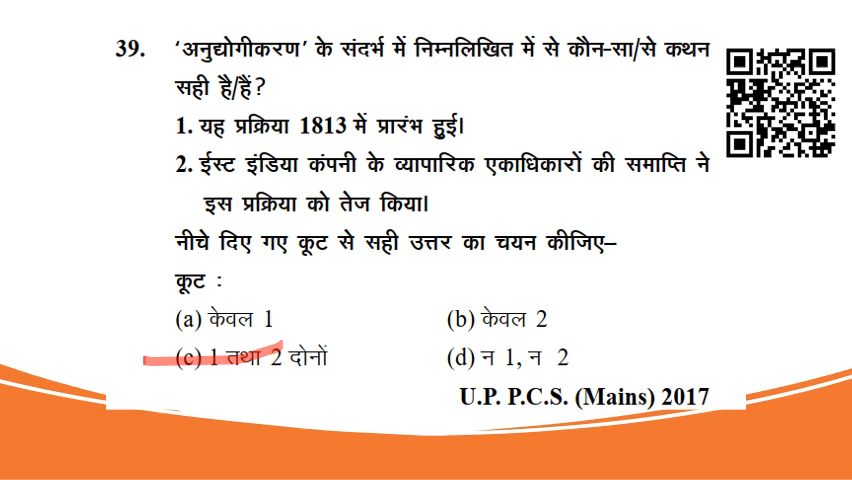 39. 'अनुद्योगीकरण' के संदर्भ में निम्नलिखित में से कौन-सा/से कथन
सही है/हैं?
1. यह प्रक्रिया 1813 में प्रारंभ हुई।
2. ईस्ट इंडिया कंपनी के व्यापारिक एकाधिकारों की समाप्ति ने
इस प्रक्रिया को तेज किया।
नीचे दिए गए कूट से सही उत्तर का चयन कीजिए–
कूट :
(a) केवल 1 (b) केवल 2
(c) 1 तथा 2 दोनों (d) न 1, न 2
U.P. P.C.S. (Mains) 2017